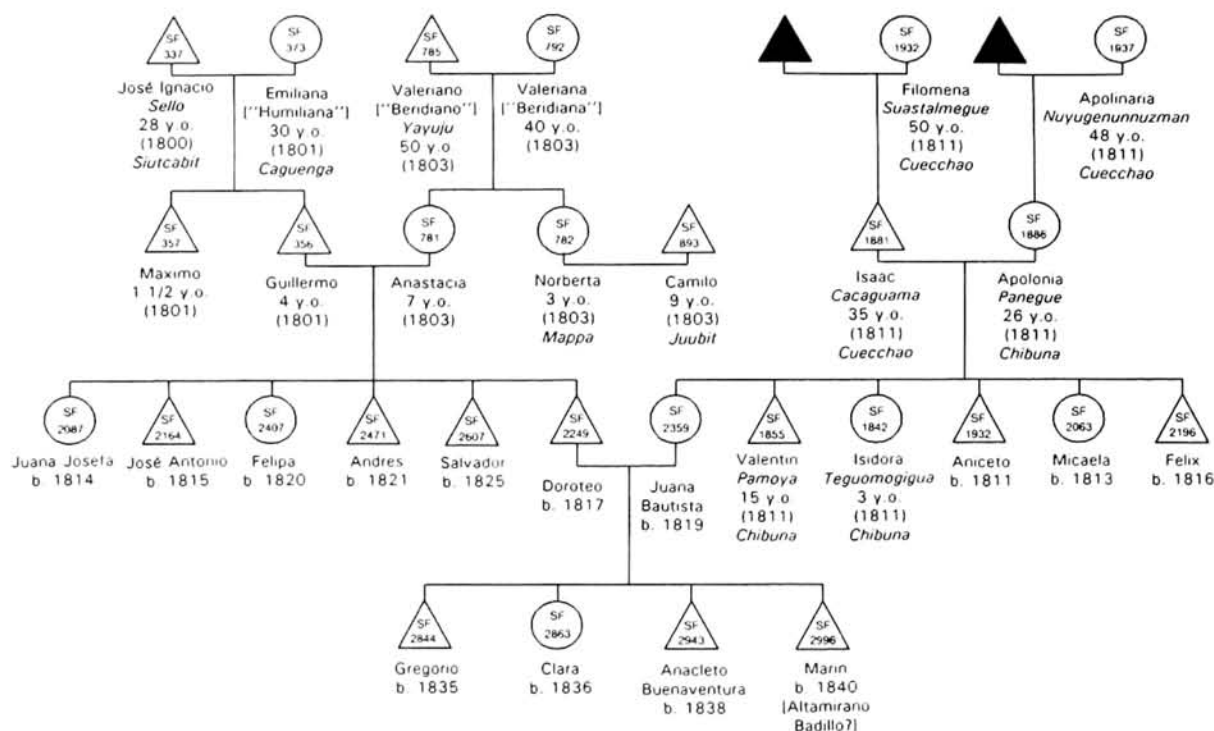 SF
337
José Ignacio
Sello
28 y.o.
(1800)
Siutcabit
SF
373
Emiliana
["Humiliana"]
30 y.o.
(1801)
Caguenga
SF
785
Valeriano
["Beridiano"]
Yayuju
50 y.o
(1803)
SF
792
Valeriana
["Beridiana"]
40 y.o.
(1803)
SF
1932
Filomena
Suastalmegue
50 y.o.
(1811)
Cuecchao
SF
1937
Apolinaria
Nuyugenunnuzman
48 y.o.
(1811)
Cuecchao
SF
357
Maximo
1 1/2 y.o.
(1801)
SF
356
Guillermo
4 y.o.
(1801)
SF
781
Anastacia
7 y.o.
(1803)
SF
782
Norberta
3 y.o.
(1803)
Mappa
SF
893
Camilo
9 y.o.
(1803)
Juubit
SF
1881
Isaac
Cacaguama
35 y.o.
(1811)
Cuecchao
SF
1886
Apolonia
Panegue
26 y.o.
(1811)
Chibuna
SF
2087
Juana Josefa
b. 1814
SF
2164
José Antonio
b. 1815
SF
2407
Felipa
b. 1820
SF
2471
Andres
b. 1821
SF
2607
Salvador
b. 1825
SF
2249
Doroteo
b. 1817
SF
2359
Juana
Bautista
b. 1819
SF
1855
Valentin
Pamoya
15 y.o
(1811)
Chibuna
SF
1842
Isidora
Teguomogigua
3 y.o.
(1811)
Chibuna
SF
1932
Aniceto
b. 1811
SF
2063
Micaela
b. 1813
SF
2196
Felix
b. 1816
SF
2844
Gregorio
b. 1835
SF
2863
Clara
b. 1836
SF
2943
Anacleto
Buenaventura
b. 1838
SF
2996
Marin
b. 1840
[Altamirano
Badillo?]